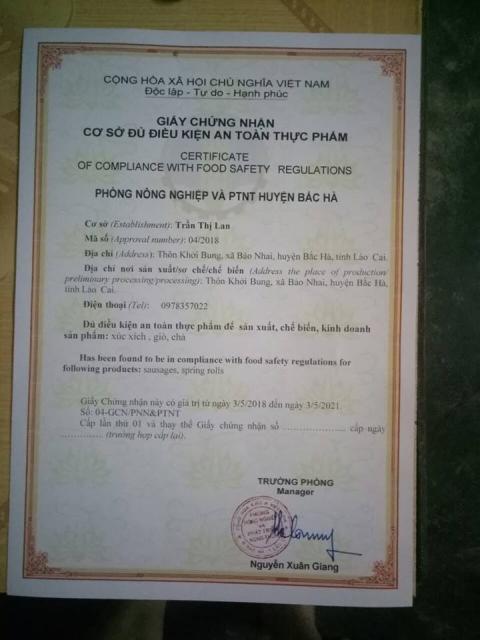 CỘNG HÒA XÃ HỘI CHỦ NGHĨA VIỆT NAM
Độc lập - Tự do - Hạnh phúc
GIẤY CHỨNG NHẬN
CƠ SỞ ĐỦ ĐIỀU KIỆN AN TOÀN THỰC PHẨM
CERTIFICATE
OF COMPLIANCE WITH FOOD SAFETY REGULATIONS
PHÒNG NÔNG NGHIỆP VÀ PTNT HUYỆN BẮC HÀ
Cơ sở (Establishment): Trần Thị Lan
Mã số (Approval number): 04/2018
Địa chỉ (Address): Thôn Khởi Bung, xã Bảo Nhai, huyện Bắc Hà, tỉnh Lào Cai.
Địa chỉ nơi sản xuất/sơ chế/chế biến (Address the place of production/
preliminary processing/processing): Thôn Khởi Bung, xã Bảo Nhai, huyện Bắc Hà,
tỉnh Lào Cai.
Điện thoại (Tel): 0978357022
Đủ điều kiện an toàn thực phẩm để sản xuất, chế biến, kinh doanh
sản phẩm: xúc xích , giò, chả
Has been found to be in compliance with food safety regulations for
following products: sausages, spring rolls
Giấy Chứng nhận này có giá trị từ ngày 3/5/2018 đến ngày 3/5/2021.
Số: 04-GCN/PNN&PTNT
Cấp lần thứ 01 và thay thế Giấy chứng nhận số ..................... cấp ngày
.............. (trường hợp cấp lại).
TRƯỞNG PHÒNG
Manager
PHÒNG
NÔNG NGHIỆP
VÀ
PHÁT TRIỂN
NÔNG THÔN
Nguyễn Xuân Giang